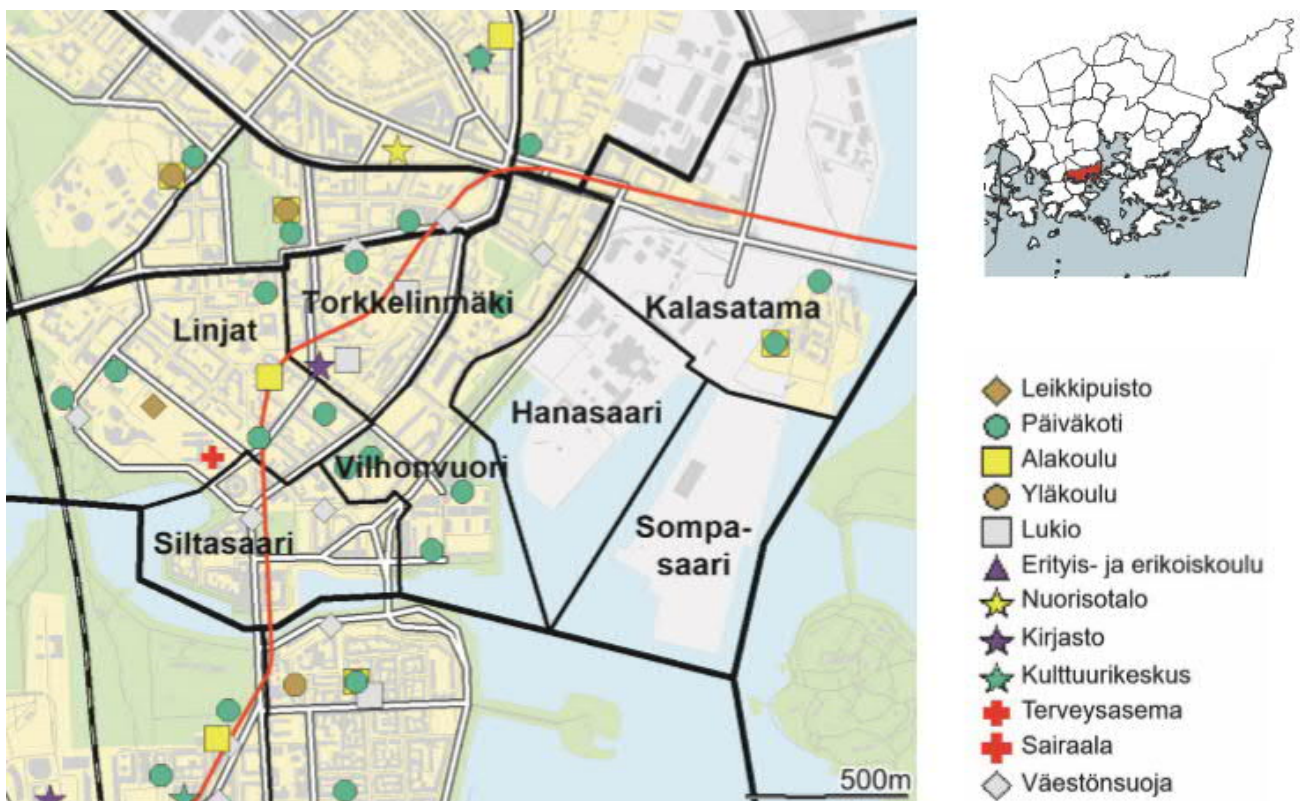 Torkkelinmäki
Linjat
Kalasatama
Hanasaari
Vilhonvuori
Sompa-
saari
Siltasaari
500m
Leikkipuisto
Päiväkoti
Alakoulu
Yläkoulu
Lukio
Erityis- ja erikoiskoulu
Nuorisotalo
Kirjasto
Kulttuurikeskus
Terveysasema
Sairaala
Väestönsuoja